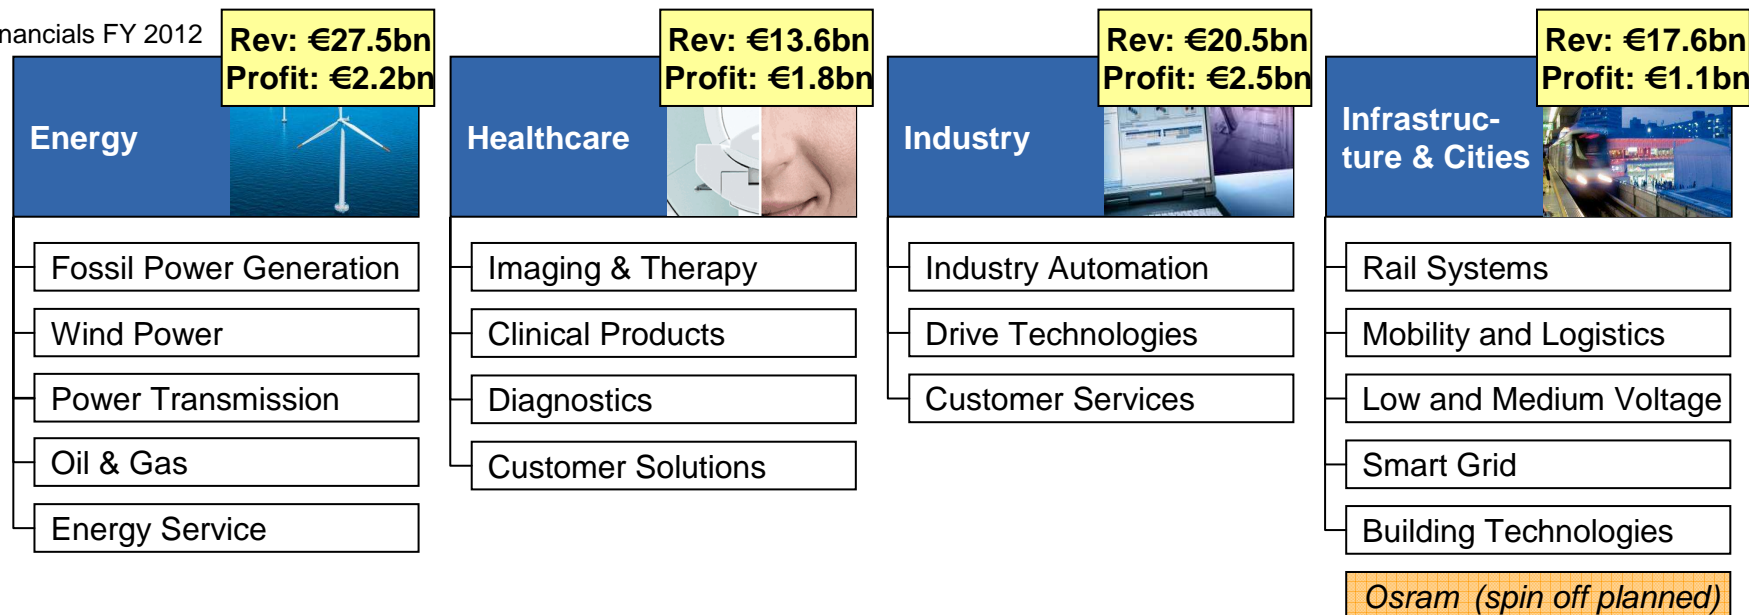 nancials FY 2012
Rev: €27.5bn
Profit: €2.2bn
Energy
Fossil Power Generation
Wind Power
Power Transmission
Oil & Gas
Energy Service
Rev: €13.6bn
Profit: €1.8bn
Healthcare
Imaging & Therapy
Clinical Products
Diagnostics
Customer Solutions
Rev: €20.5bn
Profit: €2.5bn
Industry
Industry Automation
Drive Technologies
Customer Services
Rev: €17.6bn
Profit: €1.1bn
Infrastruc-
ture & Cities
Rail Systems
Mobility and Logistics
Low and Medium Voltage
Smart Grid
Building Technologies
Osram (spin off planned)